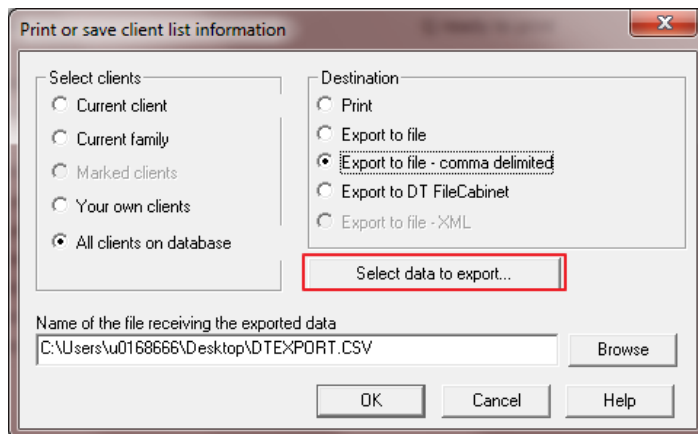 Print or save client list information
Select clients
Current client
Current family
Marked clients
Your own clients
All clients on database
Destination
Print
Export to file
Export to file - comma delimited
Export to DT FileCabinet
Export to file - XML
Select data to export...
Name of the file receiving the exported data
C:\Users\u0168666\Desktop\DTEXPORT.CSV
Browse
OK
Cancel
Help